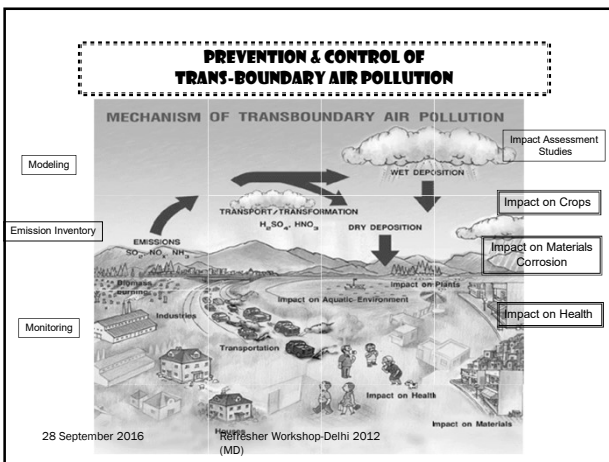 PREVENTION & CONTROL OF
TRANS-BOUNDARY AIR POLLUTION
MECHANISM OF TRANSBOUNDARY AIR POLLUTION
Impact Assessment
Studies
Modeling
WET DEPOSITION
Impact on Crops
TRANSPORT/TRANSFORMATION
H2SO4. HNO3
Emission Inventory
DRY DEPOSITION
EMISSIONS
SO2. NOx. NH3
Impact on Materials
Corrosion
Biomass
burning
Impact on Plants
Impact on Aquatic Environment
Industries
Impact on Health
Monitoring
Transportation
Impact on Health
Impact on Materials
Houses
28 September 2016
Refresher Workshop-Delhi 2012
(MD)